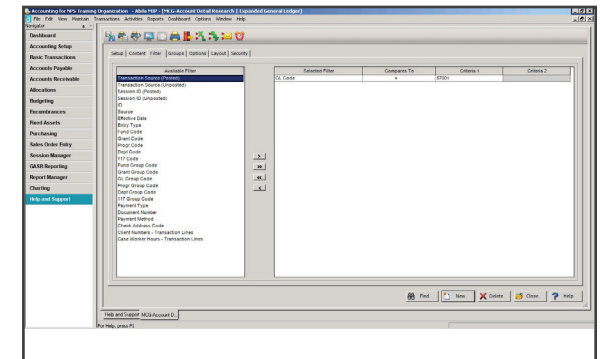 Accounting for NPS Training Organization - Abila MIP - [MCG-Account Detail Research ( Expanded General Ledger)]
File Edit View Maintain Transactions Activities Reports Dashboard Options Window Help
Navigator
Dashboard
Accounting Setup
Basic Transactions
Accounts Payable
Accounts Receivable
Allocations
Budgeting
Encumbrances
Fixed Assets
Purchasing
Sales Order Entry
Session Manager
GASB Reporting
Report Manager
Charting
Help and Support
Setup Content Filter Groups Options Layout Security
Available Filter
Transaction Source (Posted)
Transaction Source (Unposted)
Session ID (Posted)
Session ID (Unposted)
ID
Source
Effective Date
Entry Type
Fund Code
Grant Code
Progr Code
Dept Code
117 Code
Fund Group Code
Grant Group Code
GL Group Code
Progr Group Code
Dept Group Code
117 Group Code
Payment Type
Document Number
Payment Method
Check Address Code
Client Numbers - Transaction Lines
Case Worker Hours - Transaction Lines
>
>>
<<
<
Selected Filter Compares To Criteria 1 Criteria 2
GL Code = 57001
Find New Delete Close Help
Help and Support MCG-Account D...
For Help, press F1